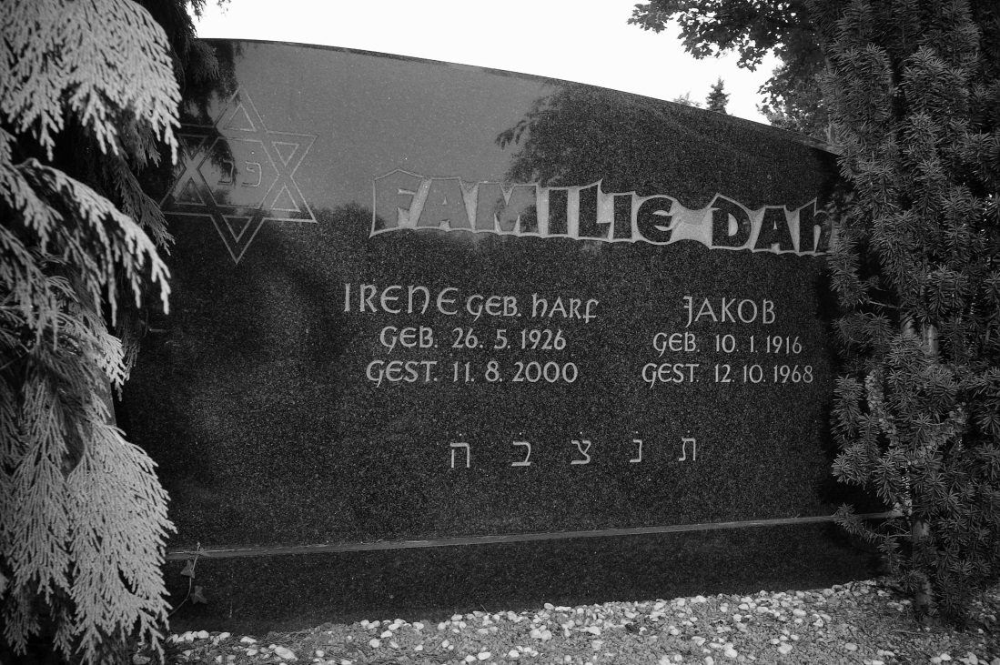 פ נ
FAMILIE DAH
IRENE GEB. HARF
GEB. 26. 5. 1926
GEST. 11. 8. 2000
JAKOB
GEB. 10. 1. 1916
GEST. 12. 10. 1968
ת נ צ ב ה